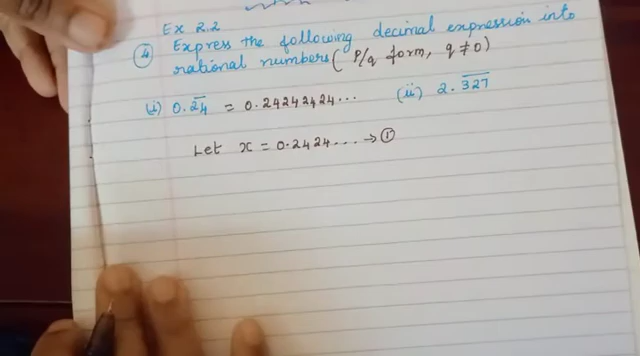 Ex 2.2
④ Express the following decimal expression into
rational numbers ( P/q form, q ≠ 0)
(i) 0.2̅4̅ = 0.24242424... (ii) 2.3̅2̅7̅
Let x = 0.2424.... → ①